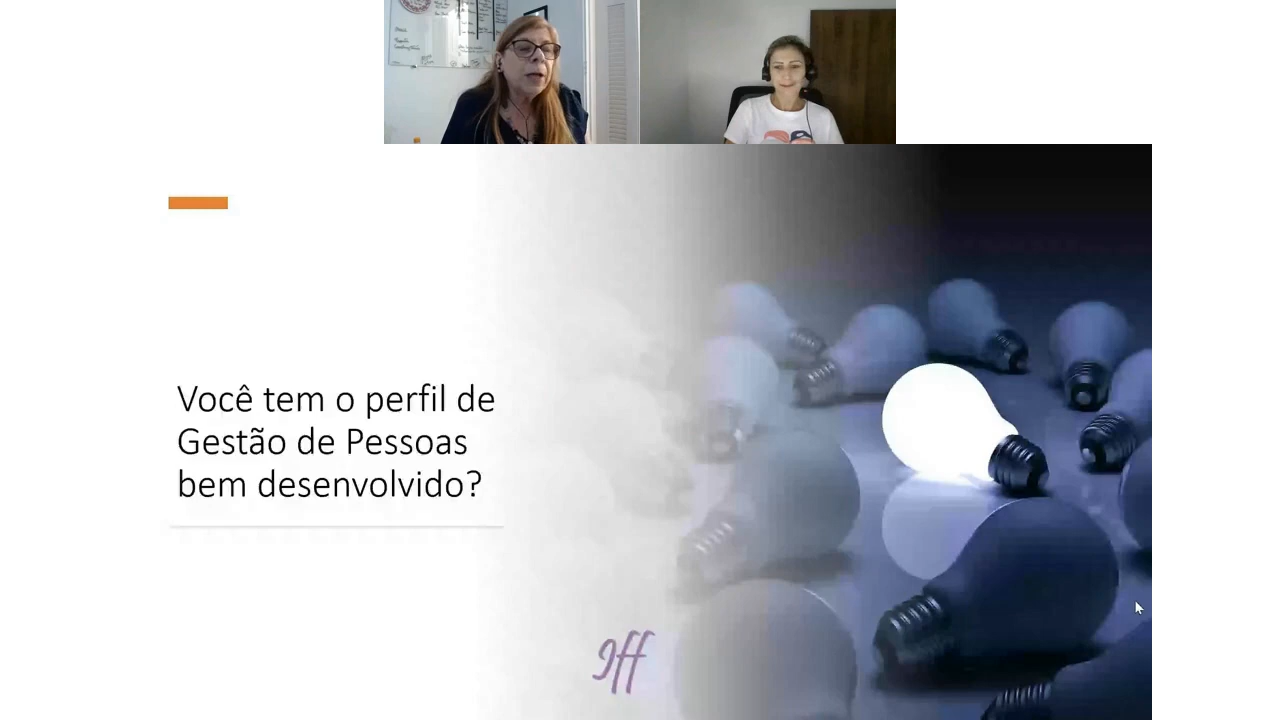 Você tem o perfil de
Gestão de Pessoas
bem desenvolvido?
Iff